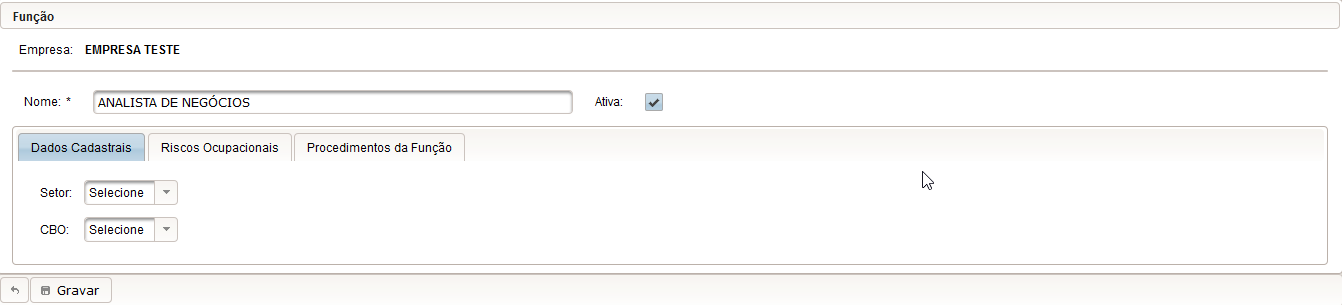 Função
Empresa: EMPRESA TESTE
Nome: * ANALISTA DE NEGÓCIOS Ativa:
Dados Cadastrais Riscos Ocupacionais Procedimentos da Função
Setor: Selecione
CBO: Selecione
Gravar